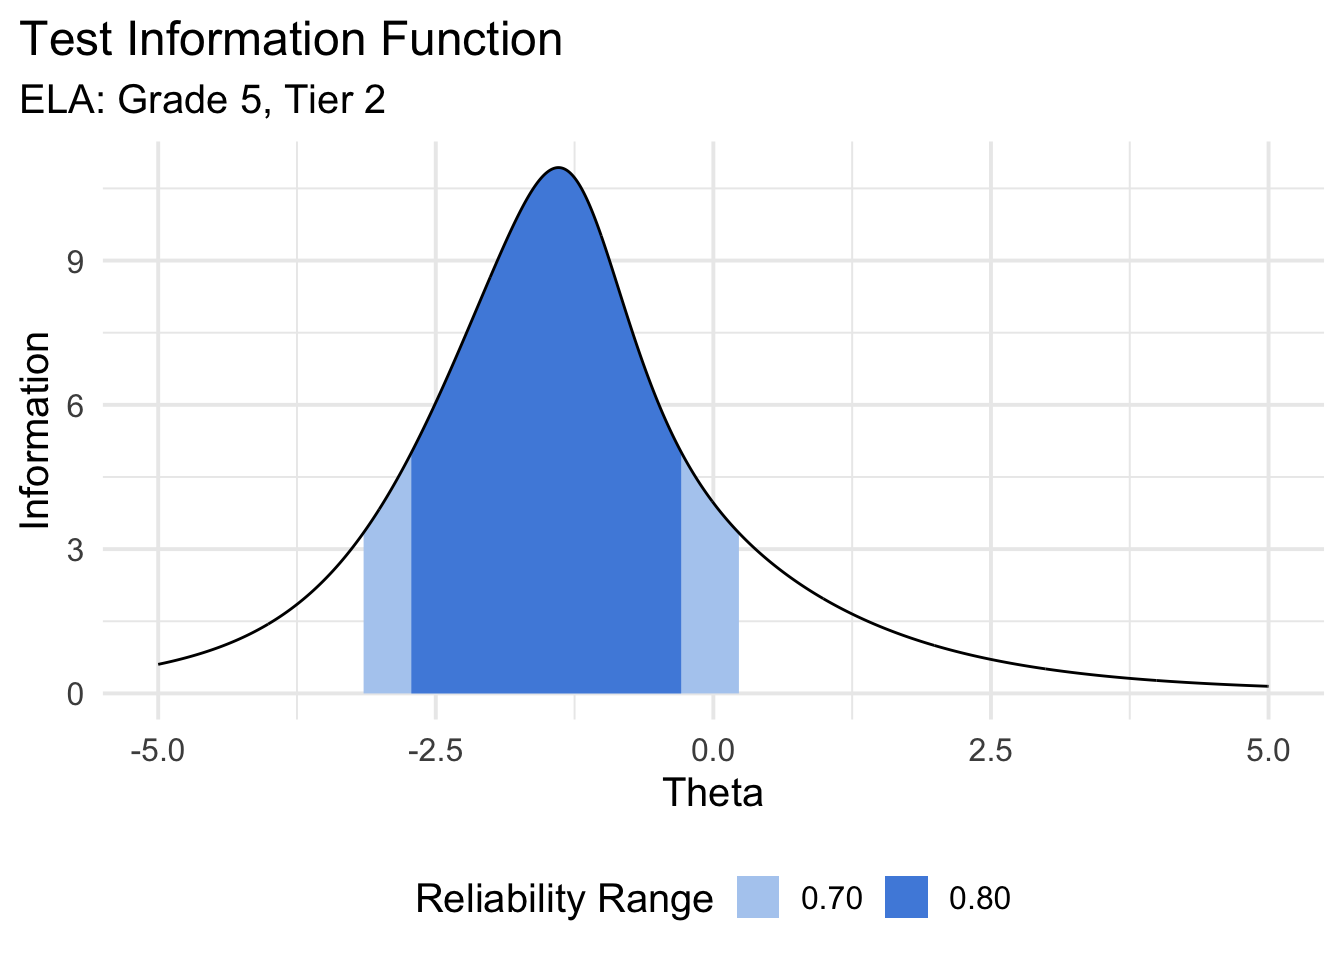 Test Information Function
ELA: Grade 5, Tier 2
Information
9
6
3
0
-5.0 -2.5 0.0 2.5 5.0
Theta
Reliability Range 0.70 0.80